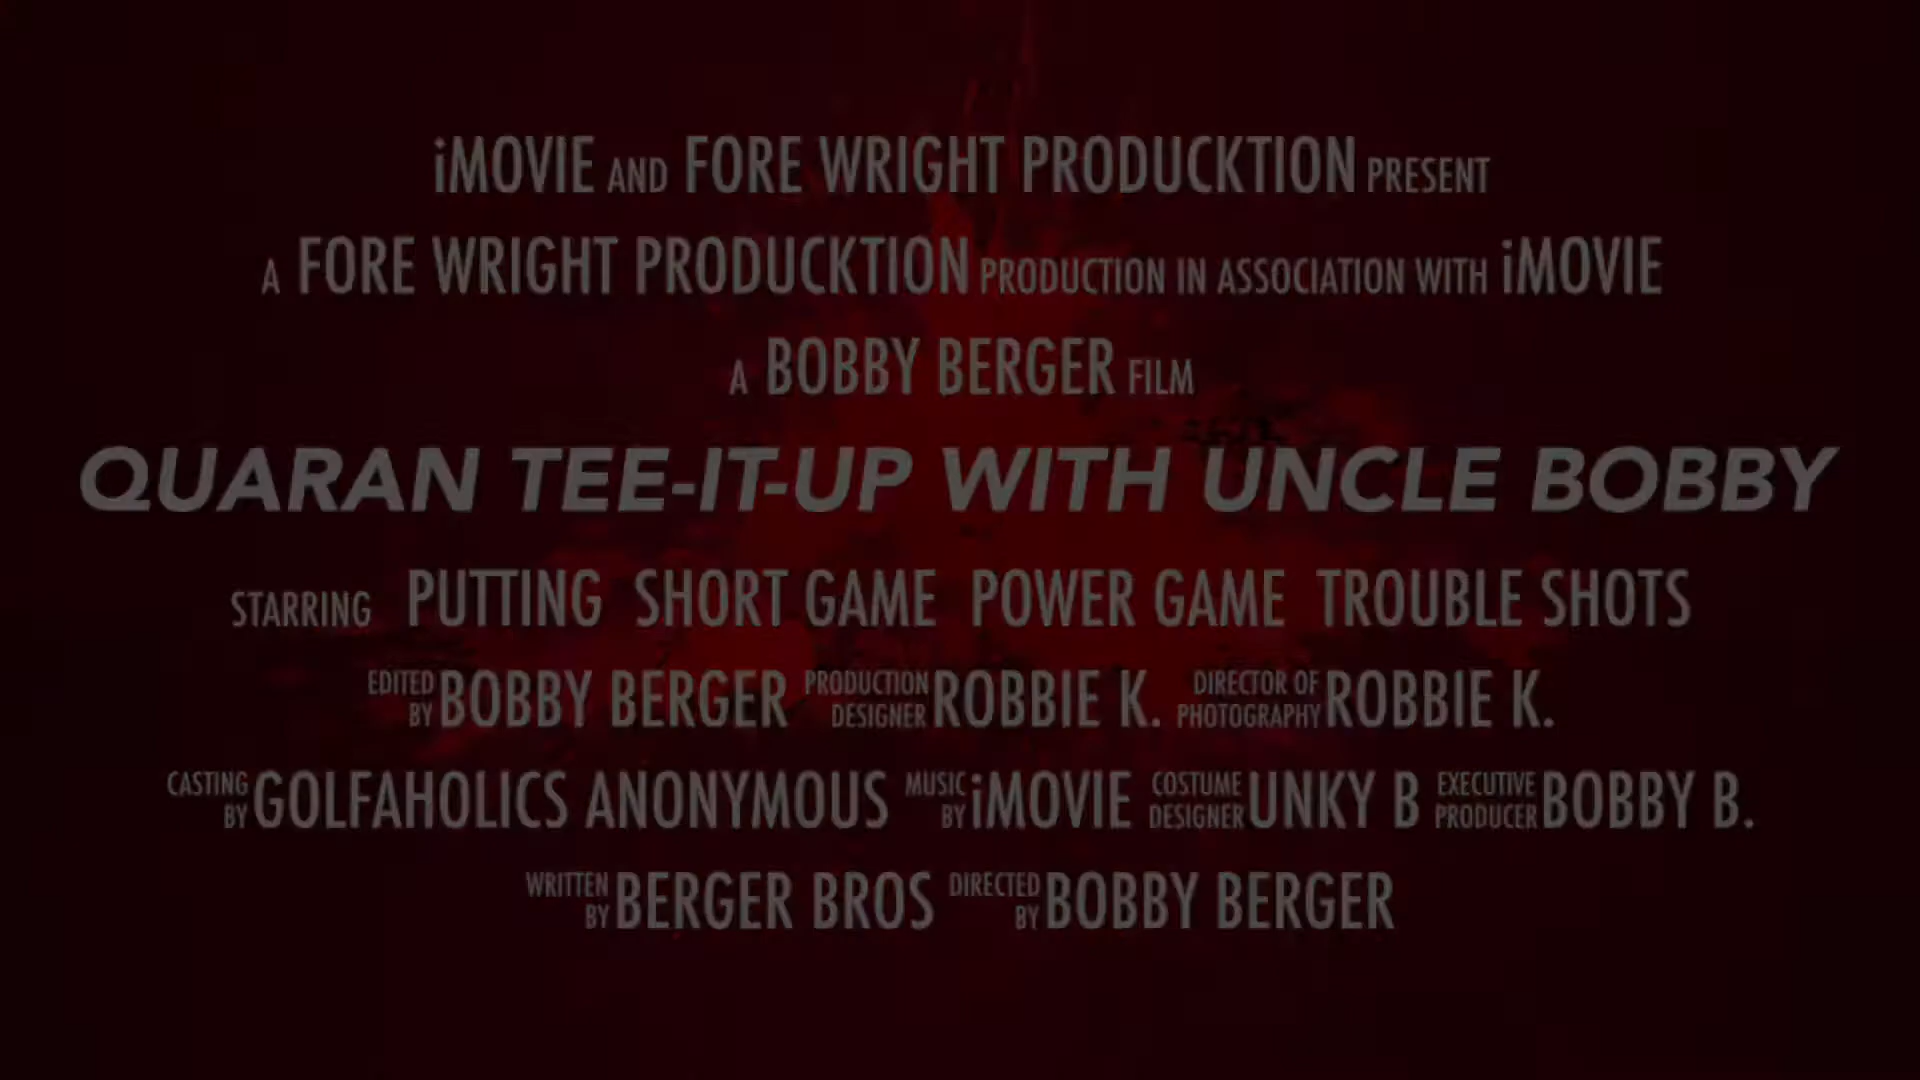 iMOVIE AND FORE WRIGHT PRODUCKTION PRESENT
A FORE WRIGHT PRODUCKTION PRODUCTION IN ASSOCIATION WITH iMOVIE
A BOBBY BERGER FILM
QUARAN TEE-IT-UP WITH UNCLE BOBBY
STARRING PUTTING SHORT GAME POWER GAME TROUBLE SHOTS
EDITED BY BOBBY BERGER PRODUCTION DESIGNER ROBBIE K. DIRECTOR OF PHOTOGRAPHY ROBBIE K.
CASTING BY GOLFAHOLICS ANONYMOUS MUSIC BY iMOVIE COSTUME DESIGNER UNKY B EXECUTIVE PRODUCER BOBBY B.
WRITTEN BY BERGER BROS DIRECTED BY BOBBY BERGER